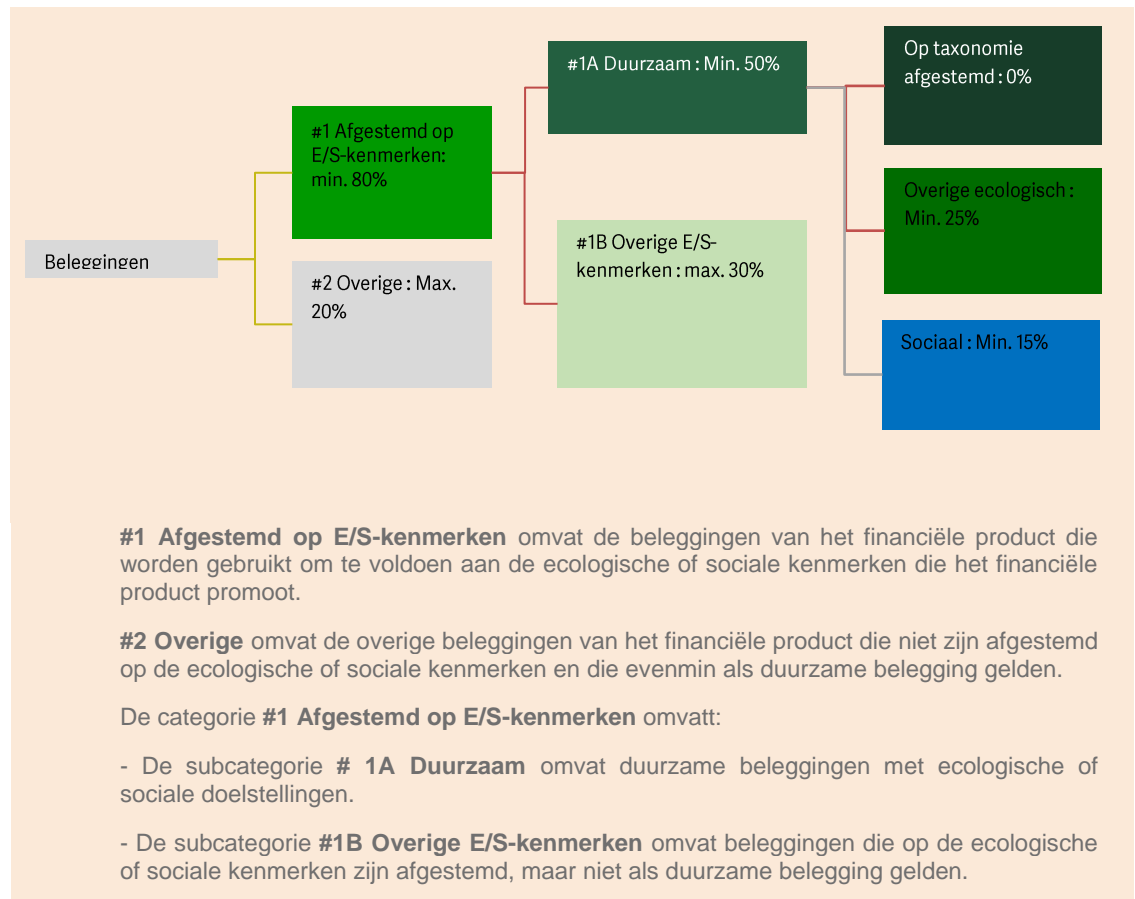 Beleggingen
#1 Afgestemd op
E/S-kenmerken:
min. 80%
#2 Overige : Max.
20%
#1A Duurzaam : Min. 50%
#1B Overige E/S-
kenmerken : max. 30%
Op taxonomie
afgestemd : 0%
Overige ecologisch :
Min. 25%
Sociaal : Min. 15%
#1 Afgestemd op E/S-kenmerken omvat de beleggingen van het financiële product die
worden gebruikt om te voldoen aan de ecologische of sociale kenmerken die het financiële
product promoot.
#2 Overige omvat de overige beleggingen van het financiële product die niet zijn afgestemd
op de ecologische of sociale kenmerken en die evenmin als duurzame belegging gelden.
De categorie #1 Afgestemd op E/S-kenmerken omvatt:
- De subcategorie # 1A Duurzaam omvat duurzame beleggingen met ecologische of
sociale doelstellingen.
- De subcategorie #1B Overige E/S-kenmerken omvat beleggingen die op de ecologische
of sociale kenmerken zijn afgestemd, maar niet als duurzame belegging gelden.